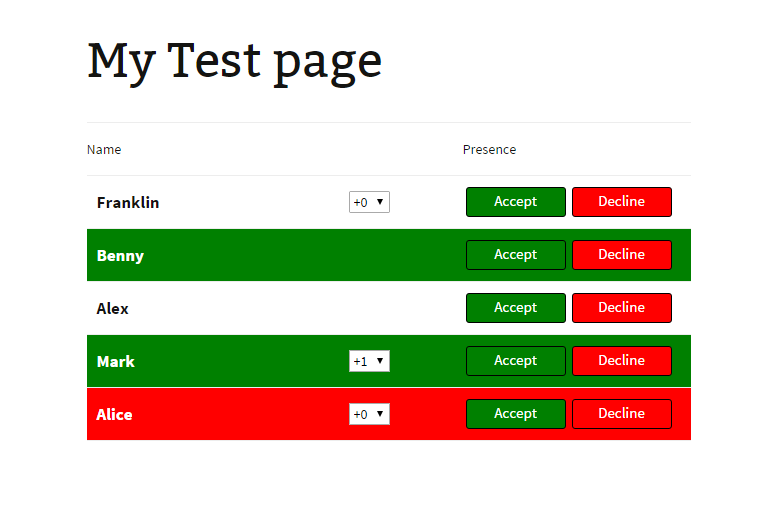 My Test page
Name Presence
Franklin +0 Accept Decline
Benny Accept Decline
Alex Accept Decline
Mark +1 Accept Decline
Alice +0 Accept Decline